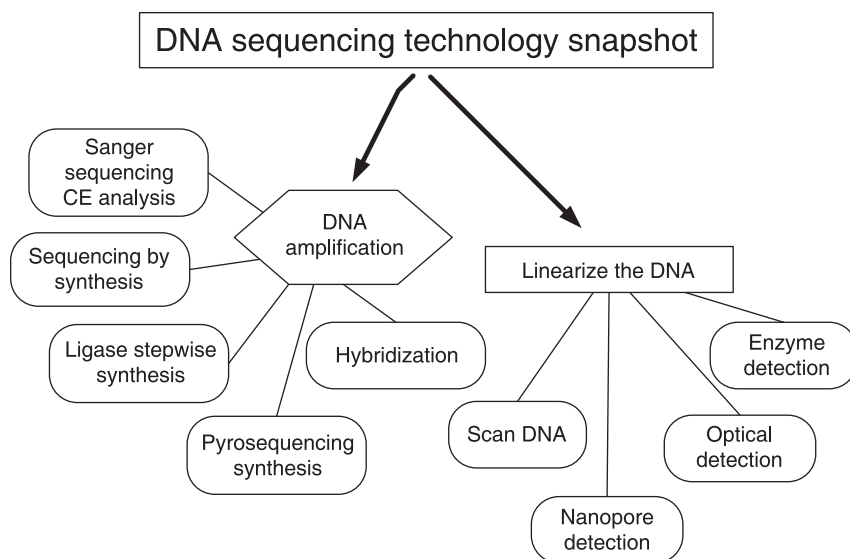 DNA sequencing technology snapshot
Sanger
sequencing
CE analysis
DNA
amplification
Sequencing by
synthesis
Linearize the DNA
Ligase stepwise
synthesis
Hybridization
Enzyme
detection
Pyrosequencing
synthesis
Scan DNA
Optical
detection
Nanopore
detection